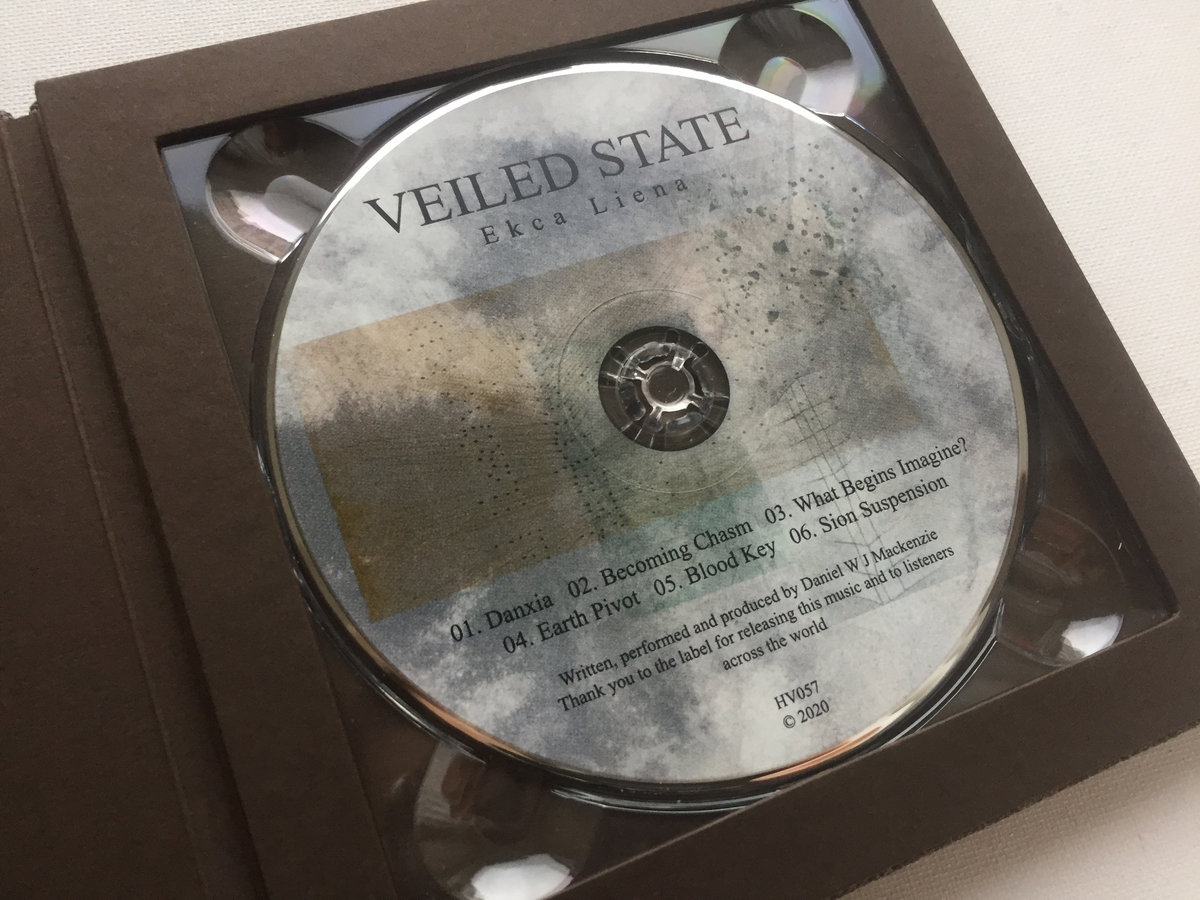 VEILED STATE
Ekca Liena
01. Danxia 02. Becoming Chasm 03. What Begins Imagine?
04. Earth Pivot 05. Blood Key 06. Sion Suspension
Written, performed and produced by Daniel W J Mackenzie
Thank you to the label for releasing this music and to listeners
across the world
HV057
© 2020